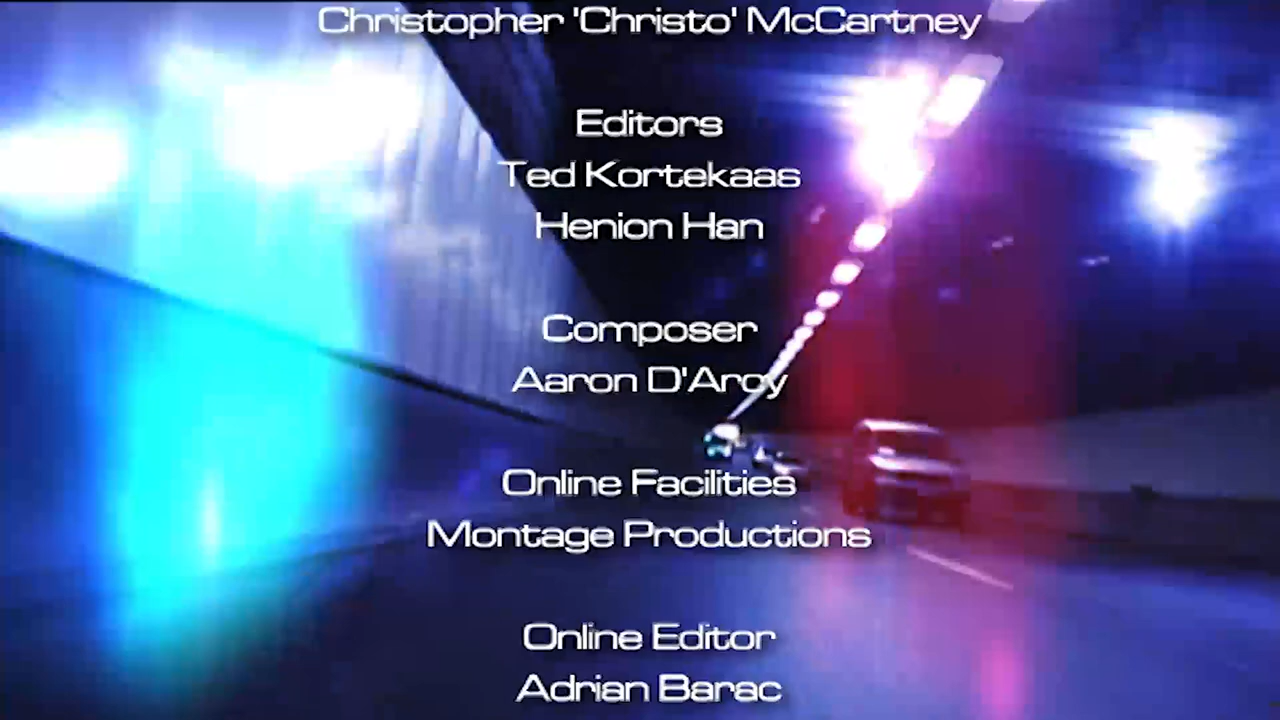 Christopher 'Christo' McCartney
Editors
Ted Kortekaas
Henion Han
Composer
Aaron D'Arcy
Online Facilities
Montage Productions
Online Editor
Adrian Barac